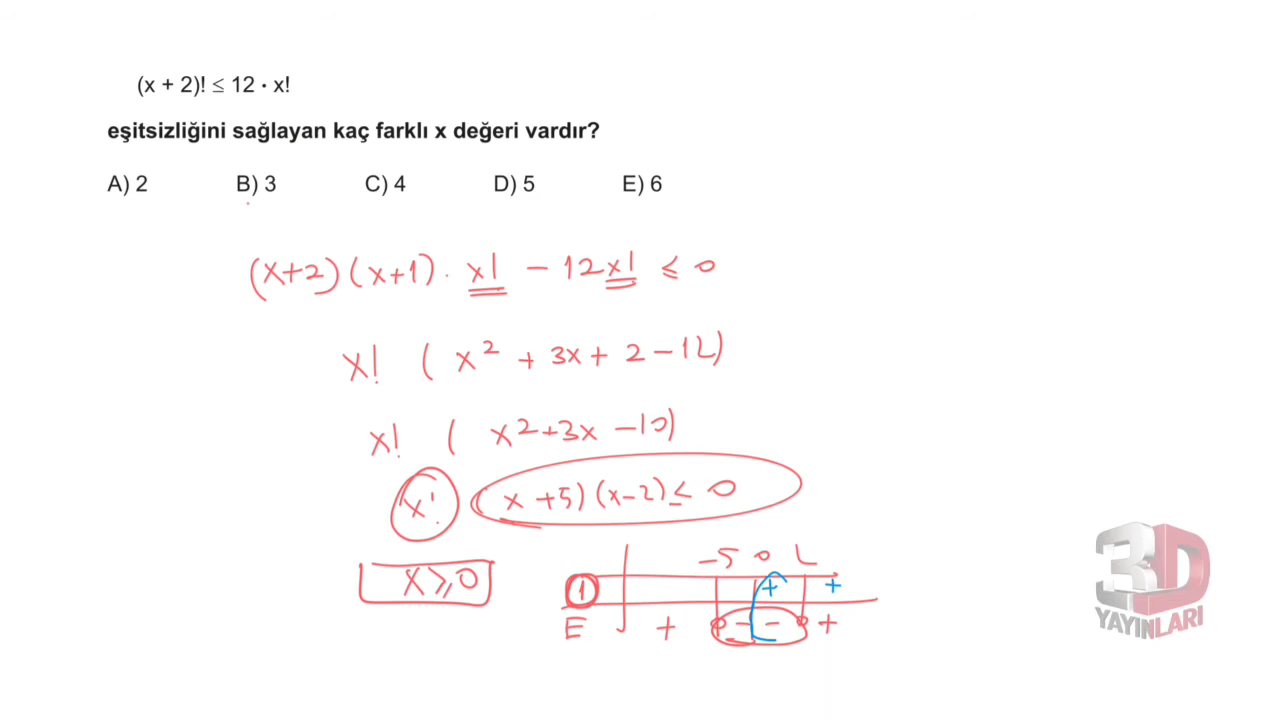 (x + 2)! ≤ 12 · x!
eşitsizliğini sağlayan kaç farklı x değeri vardır?
A) 2 B) 3 C) 4 D) 5 E) 6
(x+2)(x+1) · x! − 12x! ≤ 0
x! (x² + 3x + 2 − 12)
x! (x² + 3x − 10)
x! (x + 5)(x − 2) ≤ 0
x ≥ 0
−5 0 2
1 + +
E + − − +
3D
YAYINLARI